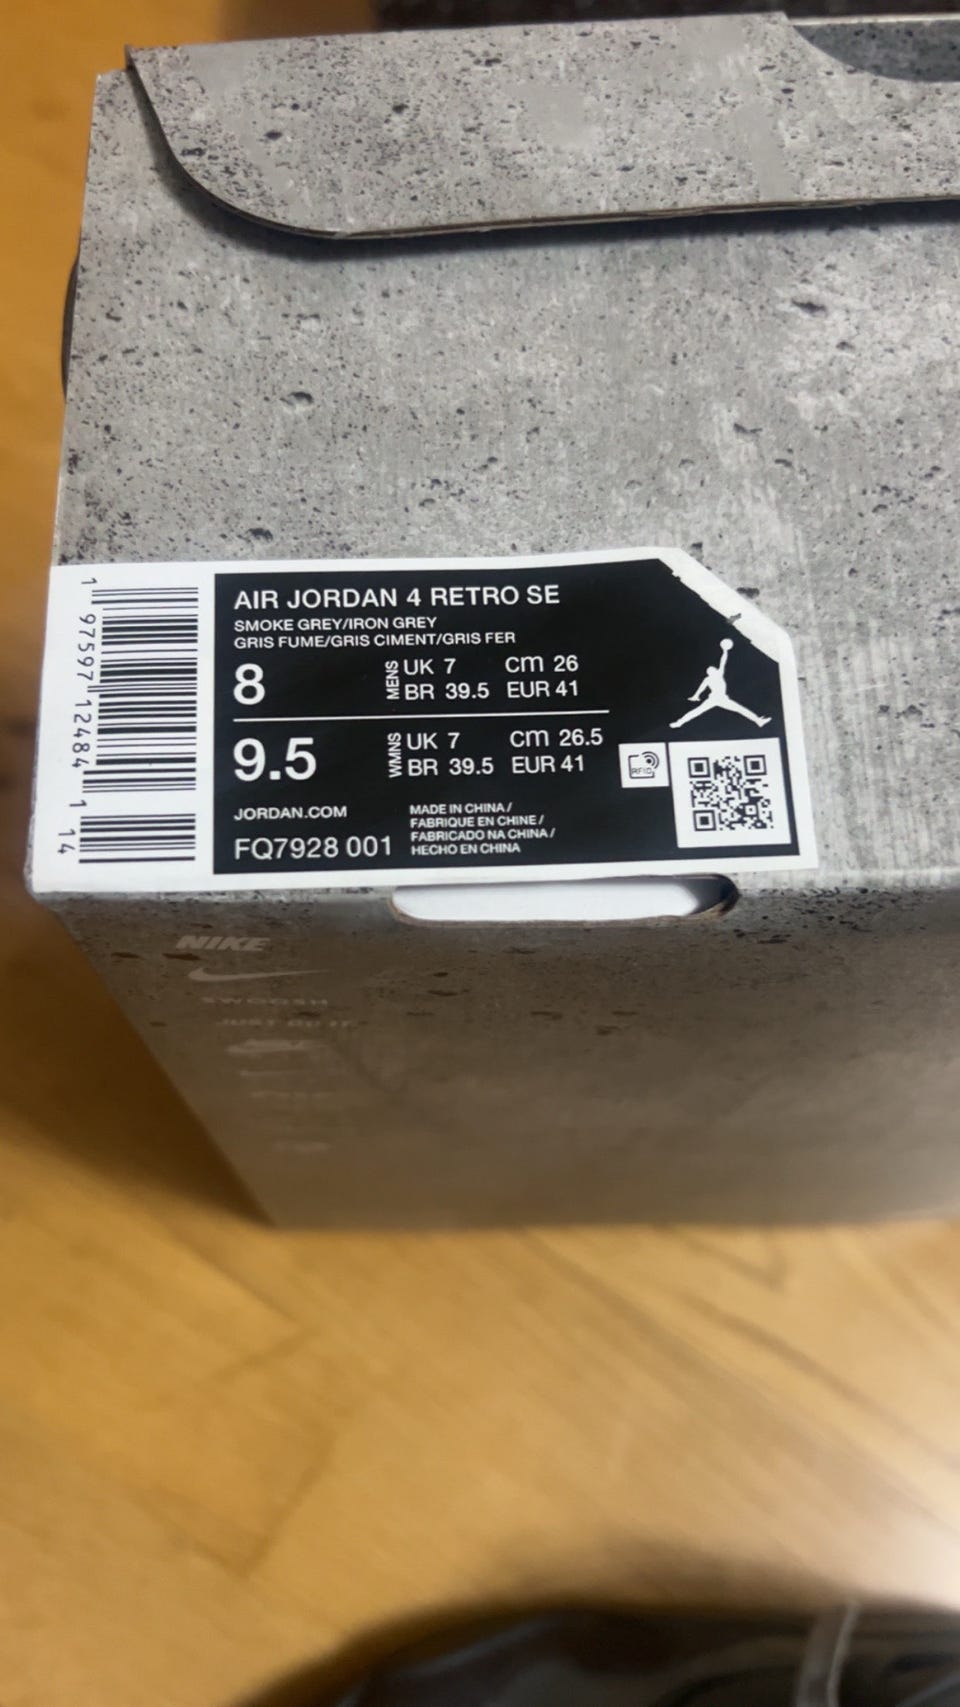 AIR JORDAN 4 RETRO SE
SMOKE GREY/IRON GREY
GRIS FUME/GRIS CIMENT/GRIS FER
8
MENS
UK 7 cm 26
BR 39.5 EUR 41
9.5
WMNS
UK 7 cm 26.5
BR 39.5 EUR 41
RFID
JORDAN.COM
FQ7928 001
MADE IN CHINA /
FABRIQUE EN CHINE /
FABRICADO NA CHINA /
HECHO EN CHINA
1 97597 12484 1 14
NIKE
SWOOSH
JUST DO IT